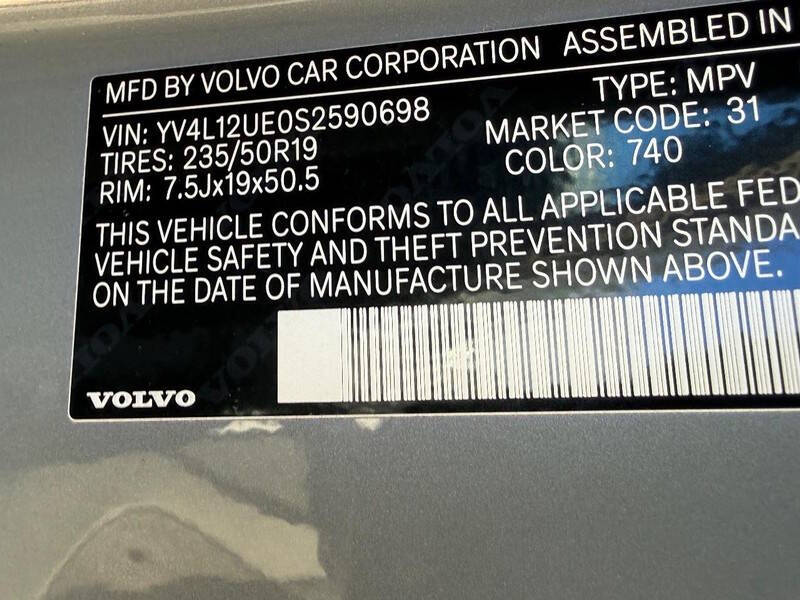 MFD BY VOLVO CAR CORPORATION ASSEMBLED IN
TYPE: MPV
VIN: YV4L12UE0S2590698
MARKET CODE: 31
TIRES: 235/50R19
COLOR: 740
RIM: 7.5Jx19x50.5
THIS VEHICLE CONFORMS TO ALL APPLICABLE FED
VEHICLE SAFETY AND THEFT PREVENTION STANDA
ON THE DATE OF MANUFACTURE SHOWN ABOVE.
VOLVO